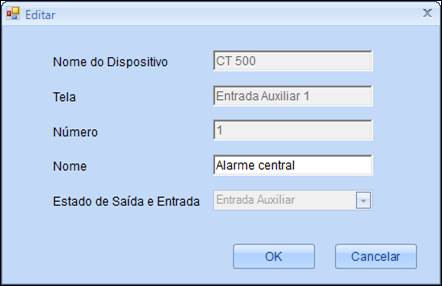 Editar
Nome do Dispositivo CT 500
Tela Entrada Auxiliar 1
Número 1
Nome Alarme central
Estado de Saída e Entrada Entrada Auxiliar
OK Cancelar